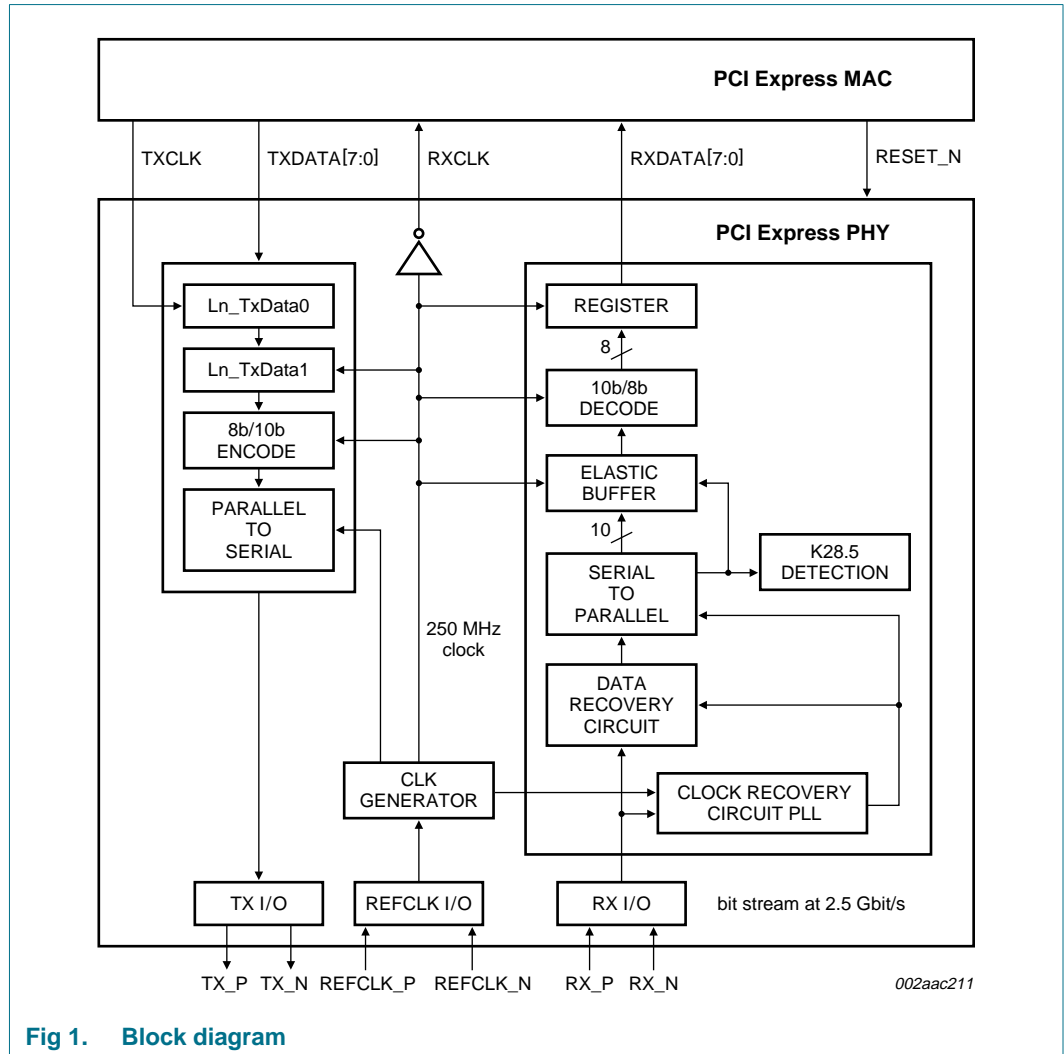 PCI Express MAC
TXCLK
TXDATA[7:0]
RXCLK
RXDATA[7:0]
RESET_N
PCI Express PHY
Ln_TxData0
REGISTER
8
Ln_TxData1
10b/8b
DECODE
8b/10b
ENCODE
ELASTIC
BUFFER
PARALLEL
TO
SERIAL
10
K28.5
DETECTION
SERIAL
TO
PARALLEL
250 MHz
clock
DATA
RECOVERY
CIRCUIT
CLK
GENERATOR
CLOCK RECOVERY
CIRCUIT PLL
TX I/O
REFCLK I/O
RX I/O
bit stream at 2.5 Gbit/s
TX_P
TX_N
REFCLK_P
REFCLK_N
RX_P
RX_N
002aac211
Fig 1. Block diagram